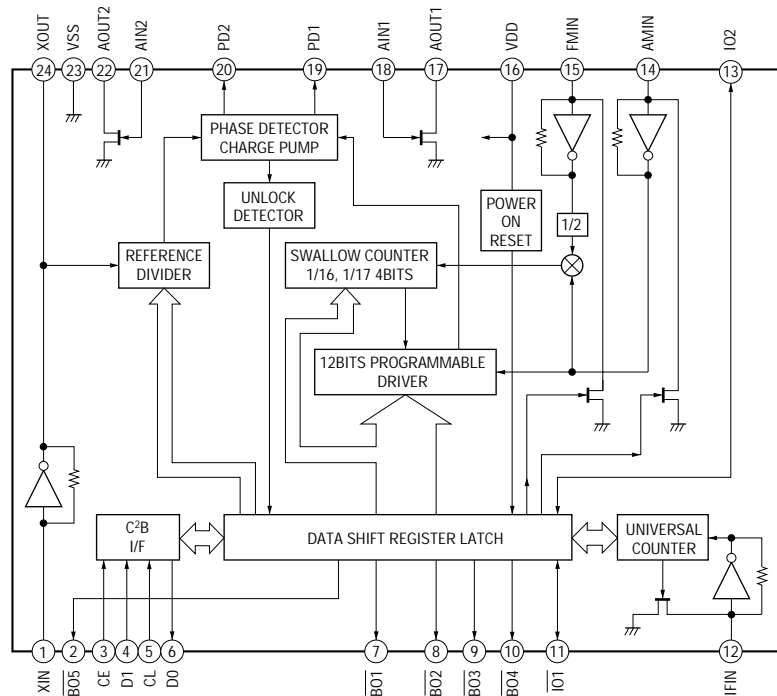 XOUT
VSS
AOUT2
AIN2
PD2
PD1
AIN1
AOUT1
VDD
FMIN
AMIN
IO2
24
23
22
21
20
19
18
17
16
15
14
13
PHASE DETECTOR
CHARGE PUMP
UNLOCK
DETECTOR
POWER
ON
RESET
1/2
REFERENCE
DIVIDER
SWALLOW COUNTER
1/16, 1/17 4BITS
12BITS PROGRAMMABLE
DRIVER
C²B
I/F
DATA SHIFT REGISTER LATCH
UNIVERSAL
COUNTER
1
2
3
4
5
6
7
8
9
10
11
12
XIN
BO5
CE
D1
CL
D0
BO1
BO2
BO3
BO4
IO1
IFIN